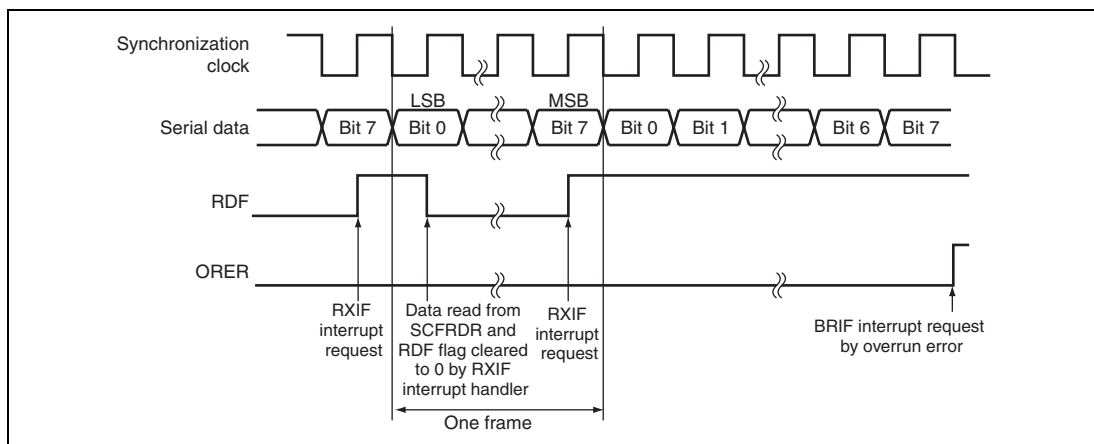 Synchronization
clock
LSB
MSB
Serial data
Bit 7
Bit 0
Bit 7
Bit 0
Bit 1
Bit 6
Bit 7
RDF
ORER
RXIF
interrupt
request
Data read from
SCFRDR and
RDF flag cleared
to 0 by RXIF
interrupt handler
RXIF
interrupt
request
BRIF interrupt request
by overrun error
One frame